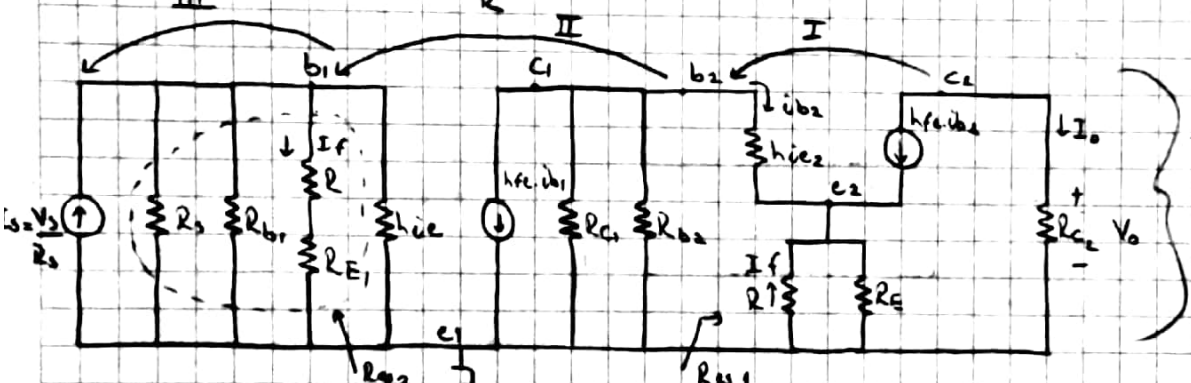 III
II
I
b₁
c₁
b₂
c₂
If
R
ib₂
hie₂
hfe.ib₂
Io
hfe.ib₁
e₂
Rs
Rb₁
hie
Rc₁
Rb₂
+
Rc₂
Vo
-
Is=Vs/Rs
RE₁
If
R
RE
e₁